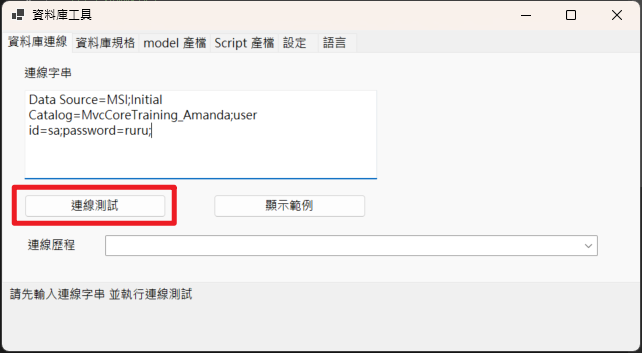 資料庫工具
資料庫連線 資料庫規格 model 產檔 Script 產檔 設定 語言
連線字串
Data Source=MSI;Initial
Catalog=MvcCoreTraining_Amanda;user
id=sa;password=ruru;
連線測試 顯示範例
連線歷程
請先輸入連線字串 並執行連線測試